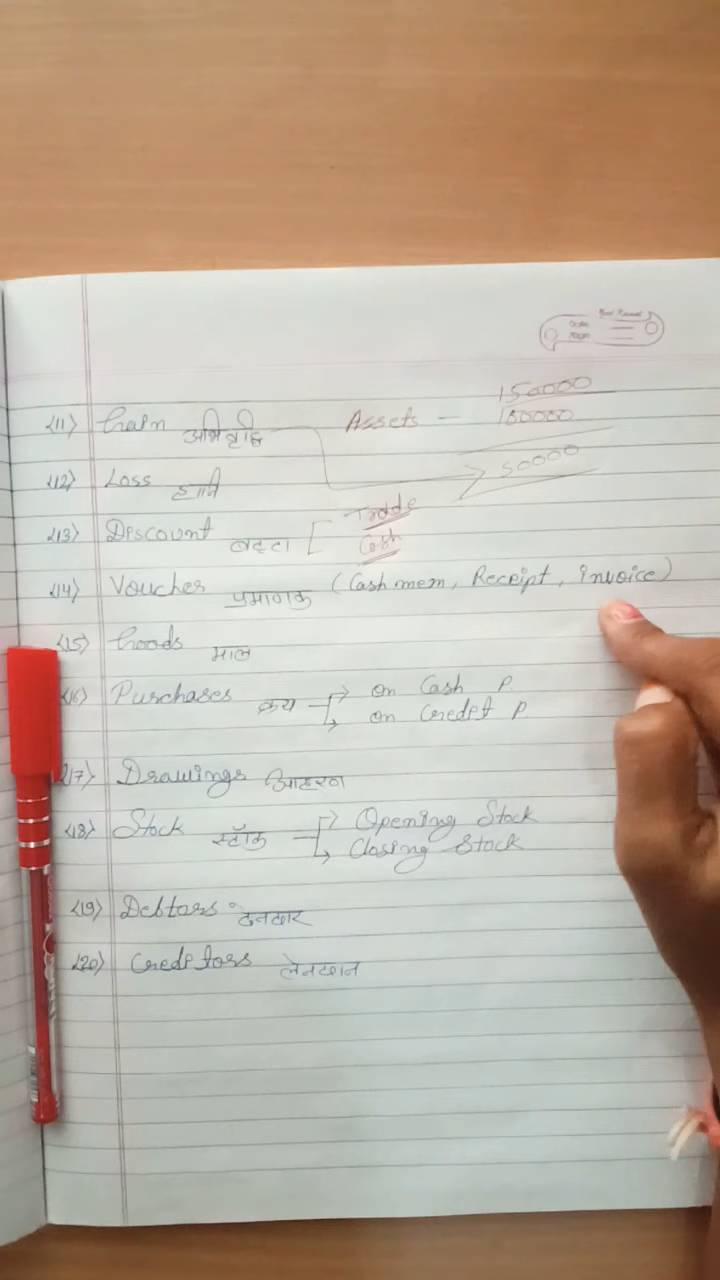 Date
Page
150000
<11> Gain अभिवृद्धि Assets - 100000
50000
<12> Loss हानि
<13> Discount बट्टा [ Trade
Cash
<14> Voucher प्रमाणक (Cash mem, Receipt, invoice)
<15> Goods माल
<16> Purchases क्रय → on Cash P.
→ on Credit P.
<17> Drawings आहरण
<18> Stock स्टॉक → Opening Stock
→ Closing Stock
<19> Debtors देनदार
<20> Creditors लेनदान